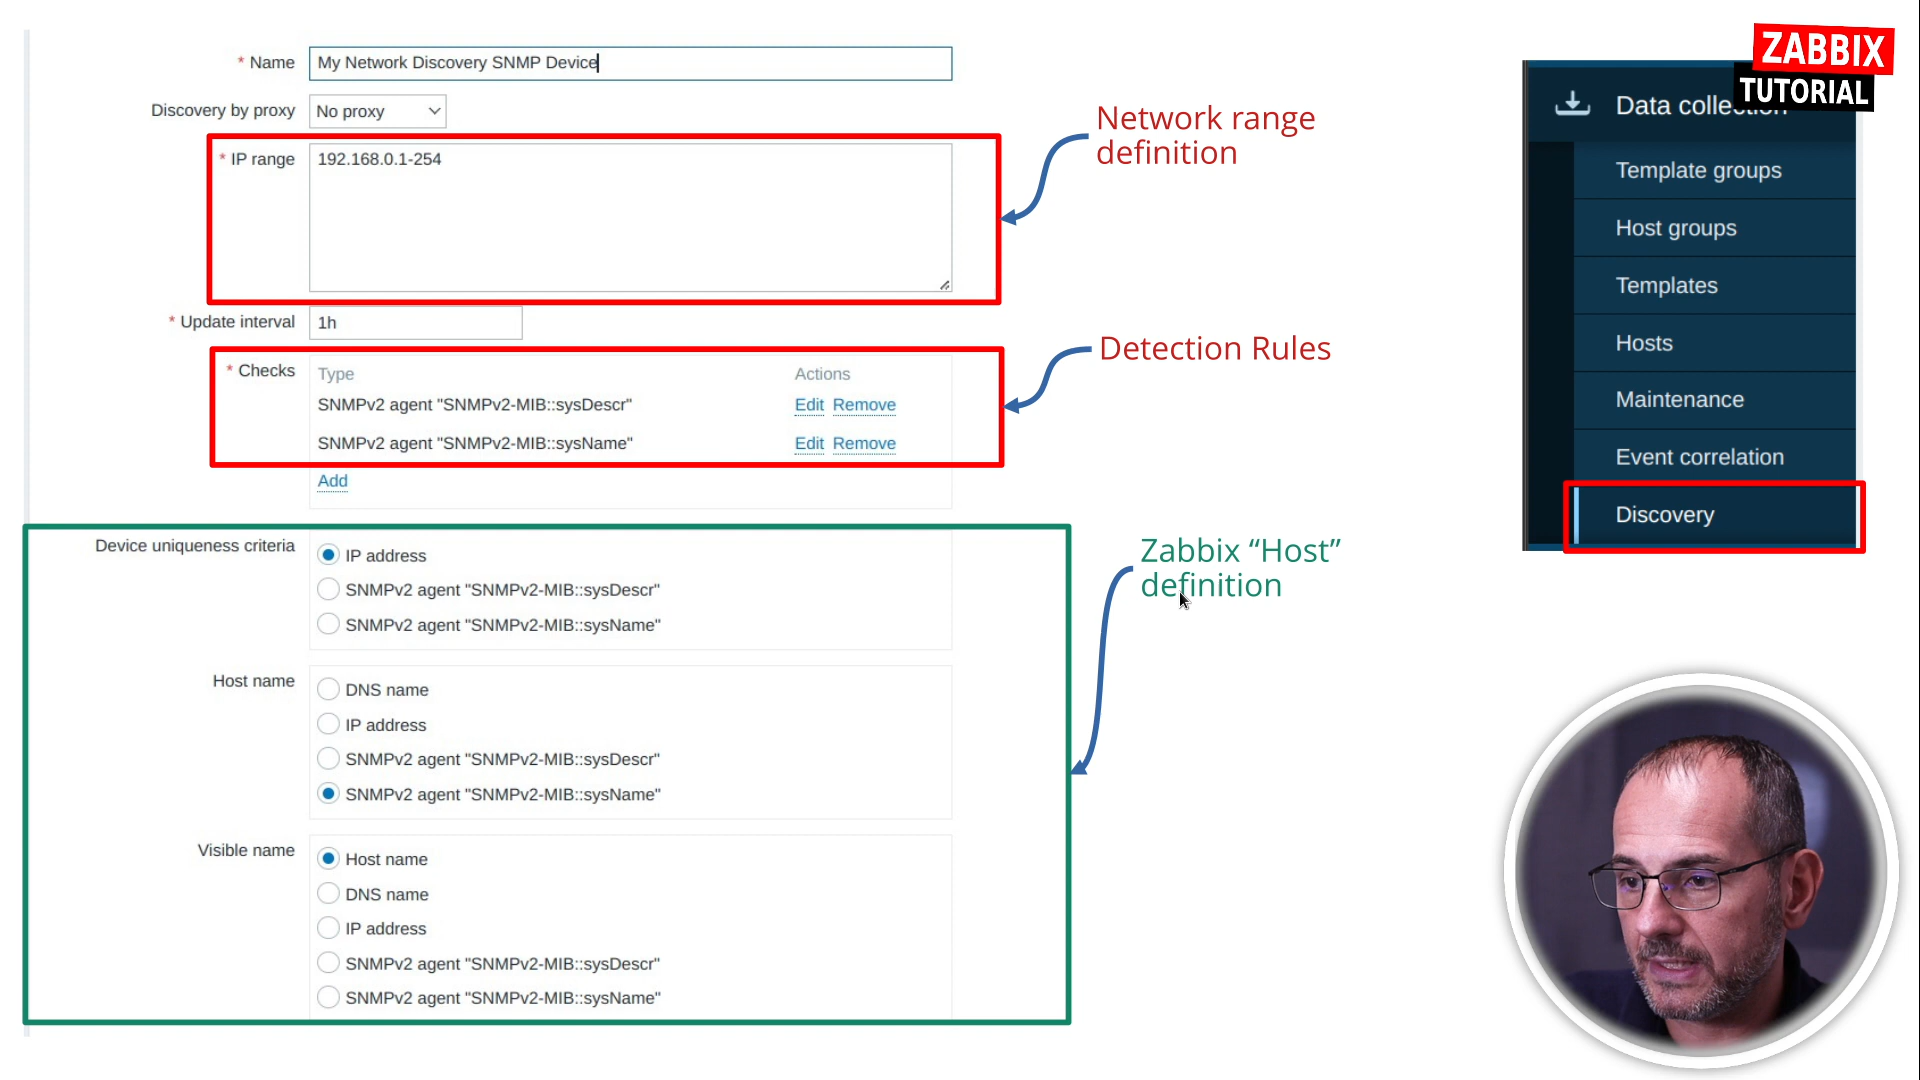 * Name
My Network Discovery SNMP Device
Discovery by proxy
No proxy
* IP range
192.168.0.1-254
* Update interval
1h
* Checks
Type Actions
SNMPv2 agent "SNMPv2-MIB::sysDescr" Edit Remove
SNMPv2 agent "SNMPv2-MIB::sysName" Edit Remove
Add
Device uniqueness criteria
IP address
SNMPv2 agent "SNMPv2-MIB::sysDescr"
SNMPv2 agent "SNMPv2-MIB::sysName"
Host name
DNS name
IP address
SNMPv2 agent "SNMPv2-MIB::sysDescr"
SNMPv2 agent "SNMPv2-MIB::sysName"
Visible name
Host name
DNS name
IP address
SNMPv2 agent "SNMPv2-MIB::sysDescr"
SNMPv2 agent "SNMPv2-MIB::sysName"
Network range
definition
Detection Rules
Zabbix “Host”
definition
ZABBIX
TUTORIAL
Data collection
Template groups
Host groups
Templates
Hosts
Maintenance
Event correlation
Discovery